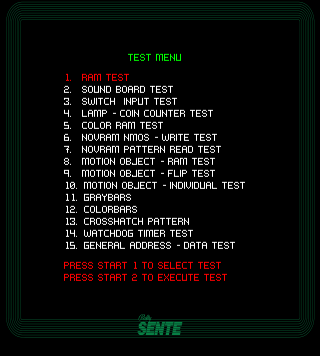 TEST MENU
1. RAM TEST
2. SOUND BOARD TEST
3. SWITCH INPUT TEST
4. LAMP - COIN COUNTER TEST
5. COLOR RAM TEST
6. NOVRAM NMOS - WRITE TEST
7. NOVRAM PATTERN READ TEST
8. MOTION OBJECT - RAM TEST
9. MOTION OBJECT - FLIP TEST
10. MOTION OBJECT - INDIVIDUAL TEST
11. GRAYBARS
12. COLORBARS
13. CROSSHATCH PATTERN
14. WATCHDOG TIMER TEST
15. GENERAL ADDRESS - DATA TEST
PRESS START 1 TO SELECT TEST
PRESS START 2 TO EXECUTE TEST
Bally
SENTE